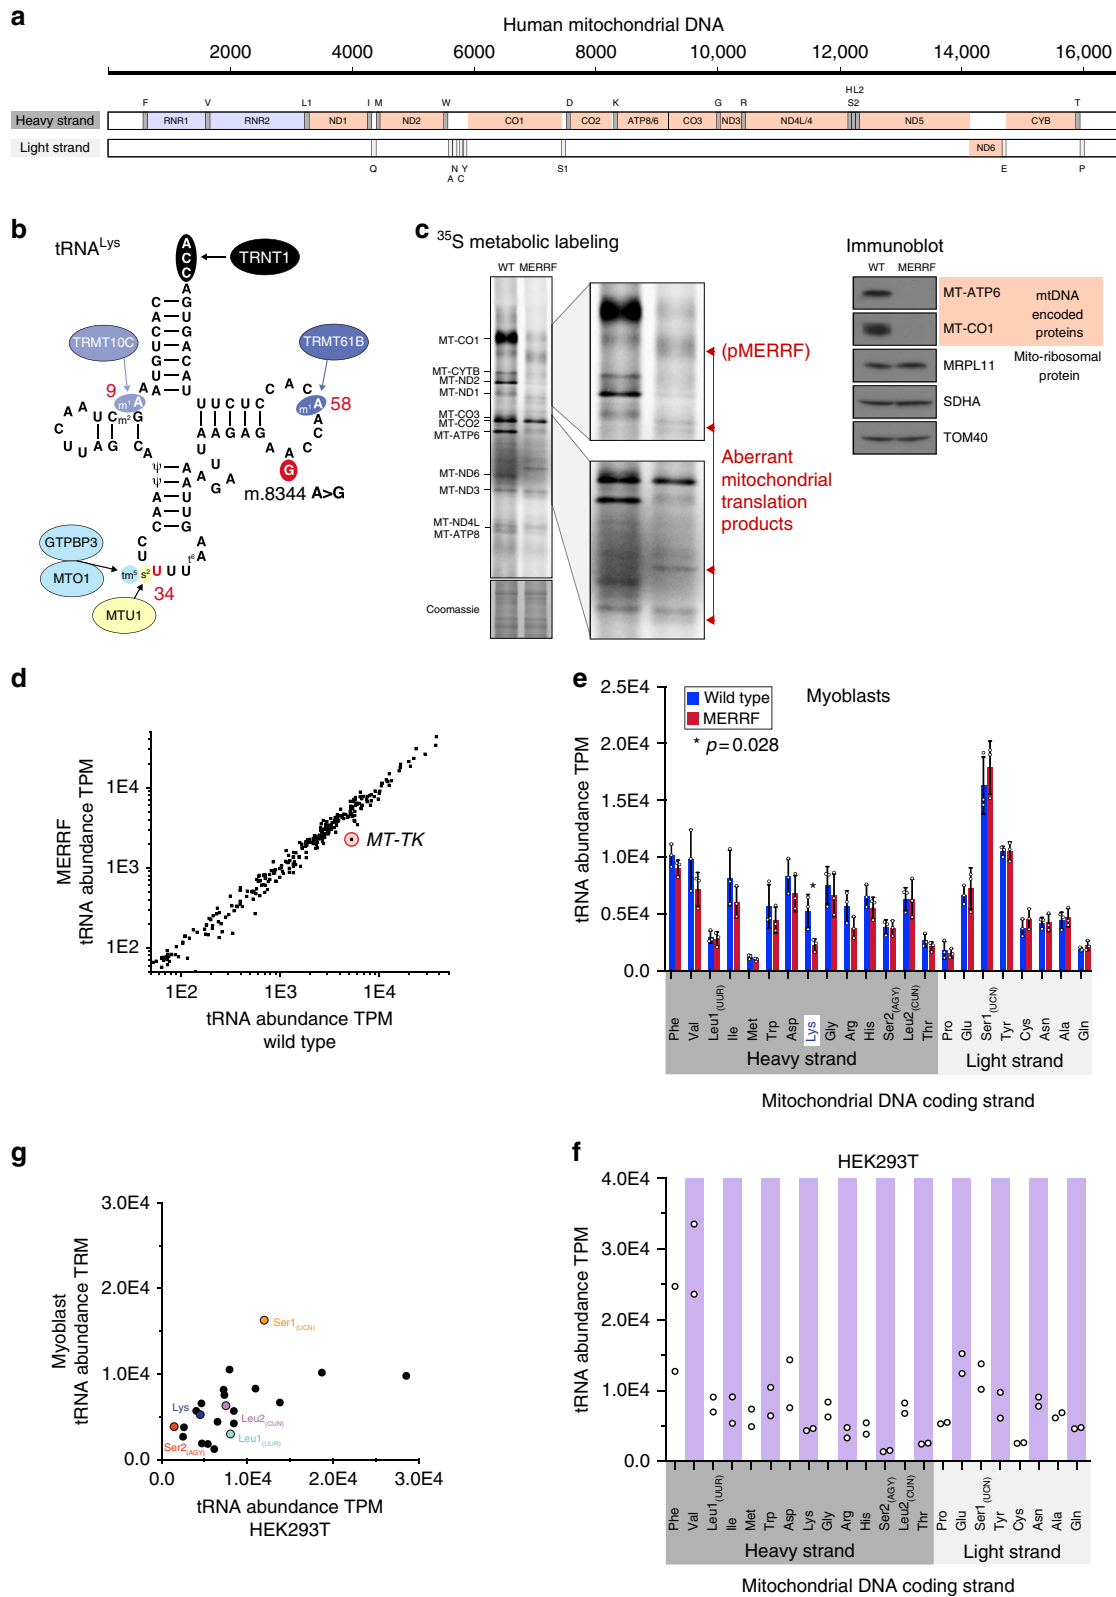 a
Human mitochondrial DNA
2000 4000 6000 8000 10,000 12,000 14,000 16,000
H L2
F V L1 I M W D K G R S2 T
Heavy strand RNR1 RNR2 ND1 ND2 CO1 CO2 ATP8/6 CO3 ND3 ND4L/4 ND5 CYB
Light strand ND6
Q N Y S1 E P
A C
b
tRNALys
A
C
C
TRNT1
TRMT10C
TRMT61B
9
m1 A
m2
58
m1 A
G
m.8344 A>G
ψ
ψ
GTPBP3
MTO1
tm5 s2 U U U
t6
34
MTU1
c
35S metabolic labeling
WT MERRF
MT-CO1
MT-CYTB
MT-ND2
MT-ND1
MT-CO3
MT-CO2
MT-ATP6
MT-ND6
MT-ND3
MT-ND4L
MT-ATP8
Coomassie
(pMERRF)
Aberrant
mitochondrial
translation
products
Immunoblot
WT MERRF
MT-ATP6
MT-CO1
mtDNA
encoded
proteins
MRPL11
Mito-ribosomal
protein
SDHA
TOM40
d
MERRF
tRNA abundance TPM
1E4
1E3
1E2
MT-TK
1E2 1E3 1E4
tRNA abundance TPM
wild type
e
Wild type
MERRF
* p = 0.028
Myoblasts
tRNA abundance TPM
2.5E4
2.0E4
1.5E4
1.0E4
0.5E4
0.0
*
Phe Val Leu1(UUR) Ile Met Trp Asp Lys Gly Arg His Ser2(AGY) Leu2(CUN) Thr Pro Glu Ser1(UCN) Tyr Cys Asn Ala Gln
Heavy strand Light strand
Mitochondrial DNA coding strand
g
Myoblast
tRNA abundance TRM
3.0E4
2.0E4
1.0E4
0.0
Ser1(UCN)
Lys
Leu2(CUN)
Leu1(UUR)
Ser2(AGY)
0.0 1.0E4 2.0E4 3.0E4
tRNA abundance TPM
HEK293T
f
HEK293T
tRNA abundance TPM
4.0E4
3.0E4
2.0E4
1.0E4
0.0
Phe Val Leu1(UUR) Ile Met Trp Asp Lys Gly Arg His Ser2(AGY) Leu2(CUN) Thr Pro Glu Ser1(UCN) Tyr Cys Asn Ala Gln
Heavy strand Light strand
Mitochondrial DNA coding strand